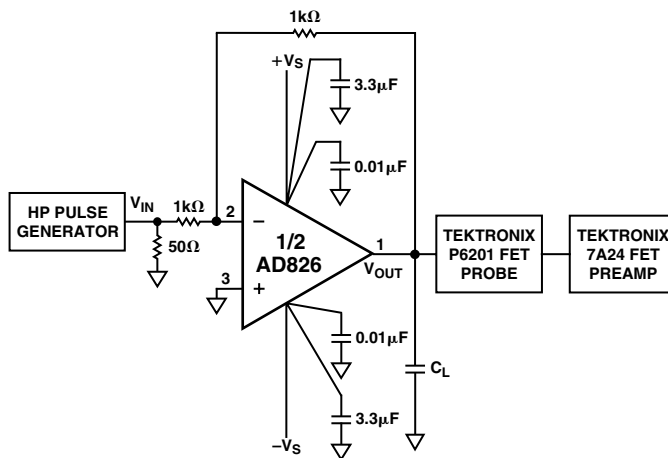 1kΩ
+VS
3.3µF
0.01µF
HP PULSE
GENERATOR
VIN
1kΩ
50Ω
2
−
1/2
AD826
3
+
1
VOUT
TEKTRONIX
P6201 FET
PROBE
TEKTRONIX
7A24 FET
PREAMP
0.01µF
CL
3.3µF
−VS